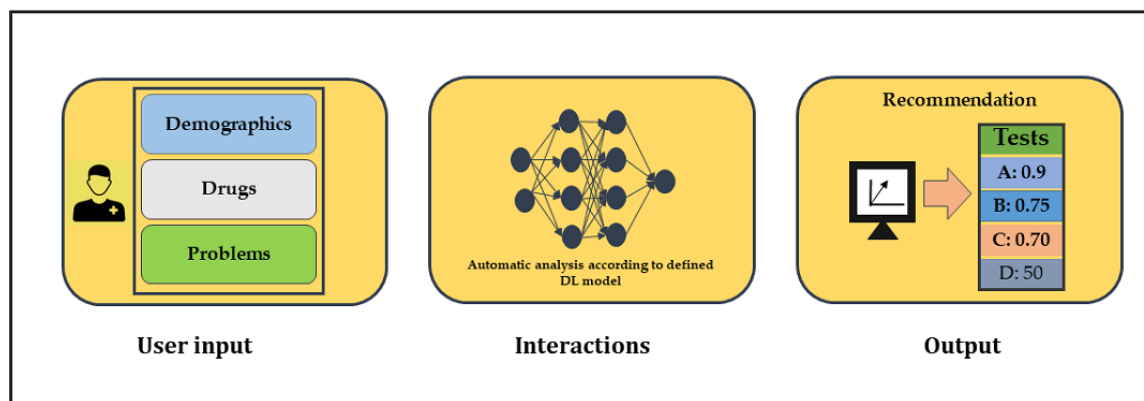 Demographics
Drugs
Problems
User input
Automatic analysis according to defined
DL model
Interactions
Recommendation
Tests
A: 0.9
B: 0.75
C: 0.70
D: 50
Output